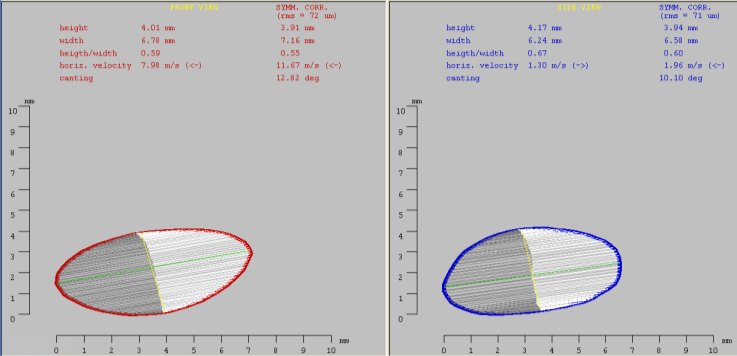 FRONT VIEW
SYMM. CORR.
(rms = 72 um)
height 4.01 mm 3.91 mm
width 6.78 mm 7.16 mm
heigth/width 0.59 0.55
horiz. velocity 7.98 m/s (<-) 11.67 m/s (<-)
canting 12.82 deg
mm
10
9
8
7
6
5
4
3
2
1
0
0 1 2 3 4 5 6 7 8 9 10
mm
SIDE VIEW
SYMM. CORR.
(rms = 71 um)
height 4.17 mm 3.94 mm
width 6.24 mm 6.58 mm
heigth/width 0.67 0.60
horiz. velocity 1.30 m/s (->) 1.96 m/s (<-)
canting 10.10 deg
mm
10
9
8
7
6
5
4
3
2
1
0
0 1 2 3 4 5 6 7 8 9 10
mm